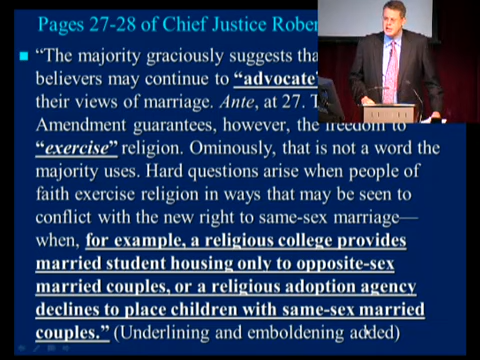 Pages 27-28 of Chief Justice
"The majority graciously suggests
believers may continue to "advocate
their views of marriage. Ante, at 27.
Amendment guarantees, however, the freedom to
"exercise" religion. Ominously, that is not a word the
majority uses. Hard questions arise when people of
faith exercise religion in ways that may be seen to
conflict with the new right to same-sex marriage—
when, for example, a religious college provides
married student housing only to opposite-sex
married couples, or a religious adoption agency
declines to place children with same-sex married
couples." (Underlining and emboldening added)